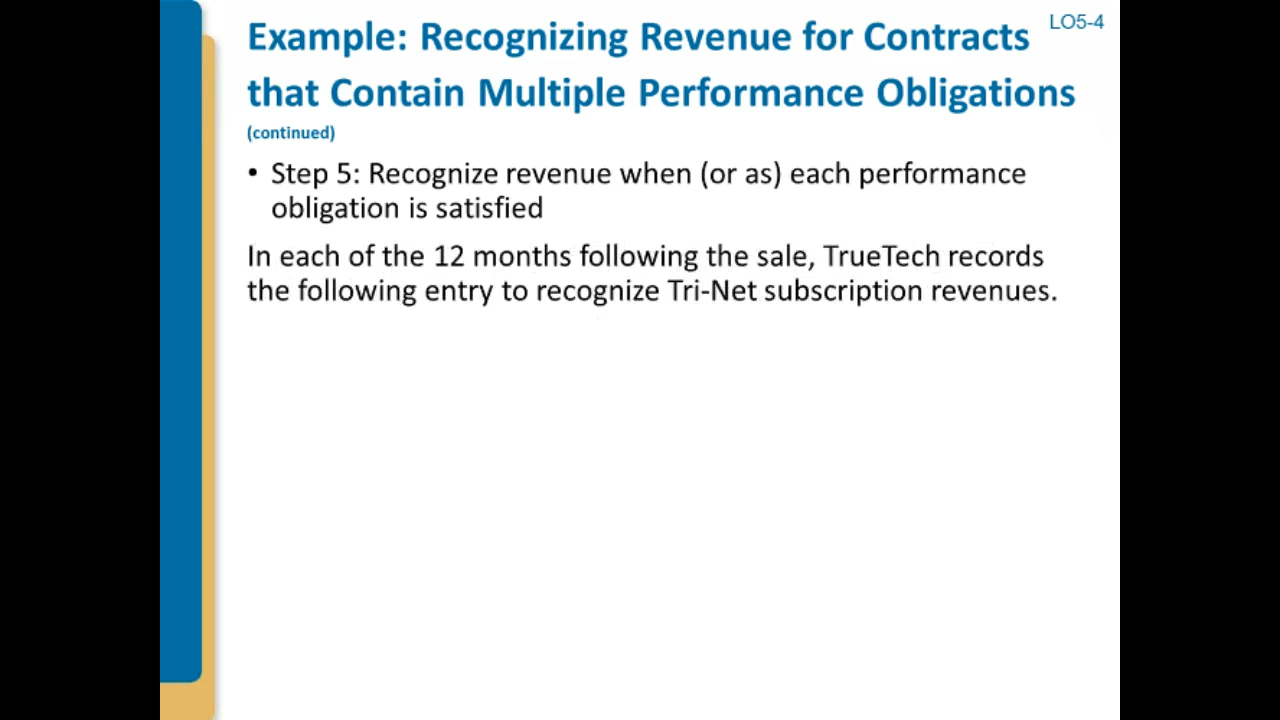 LO5-4
Example: Recognizing Revenue for Contracts
that Contain Multiple Performance Obligations
(continued)
• Step 5: Recognize revenue when (or as) each performance
obligation is satisfied
In each of the 12 months following the sale, TrueTech records
the following entry to recognize Tri-Net subscription revenues.